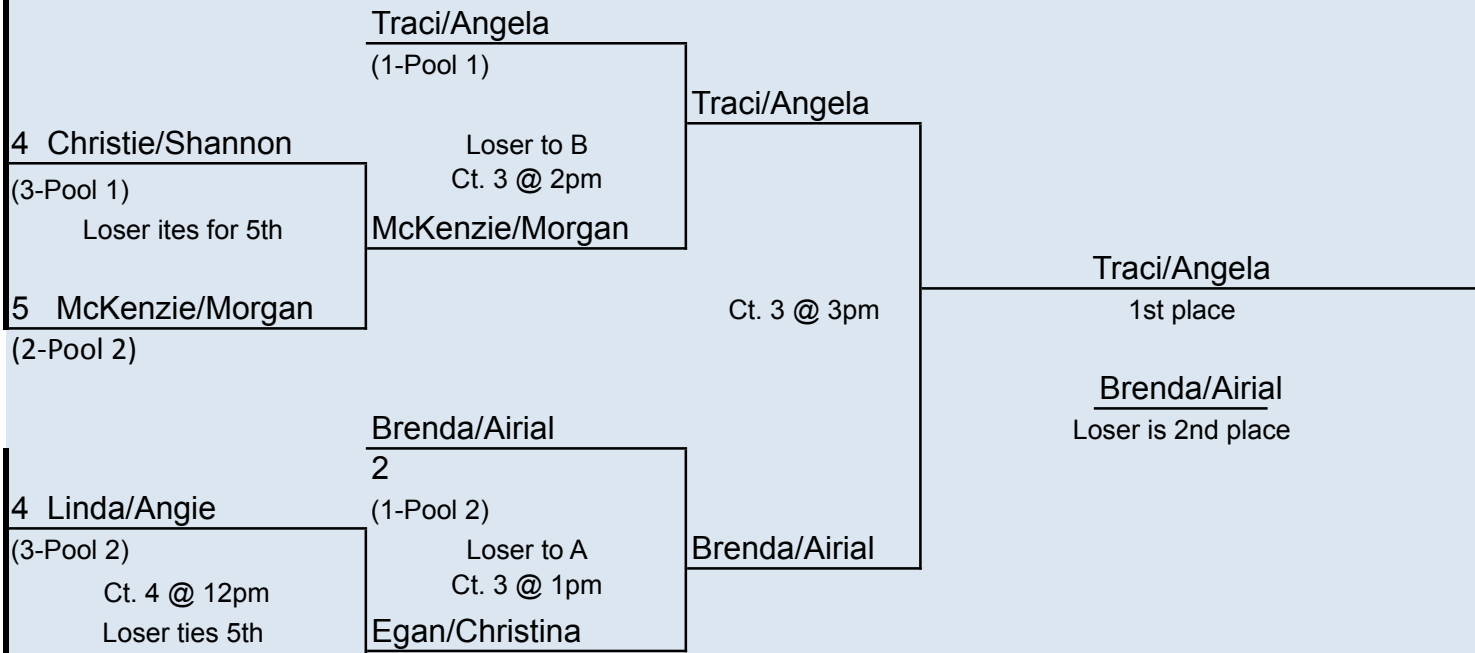 Traci/Angela
(1-Pool 1)
Traci/Angela
4 Christie/Shannon
Loser to B
Ct. 3 @ 2pm
(3-Pool 1)
Loser ites for 5th
McKenzie/Morgan
Traci/Angela
5 McKenzie/Morgan
Ct. 3 @ 3pm
1st place
(2-Pool 2)
Brenda/Airial
Loser is 2nd place
Brenda/Airial
2
4 Linda/Angie
(1-Pool 2)
(3-Pool 2)
Loser to A
Brenda/Airial
Ct. 4 @ 12pm
Ct. 3 @ 1pm
Loser ties 5th
Egan/Christina